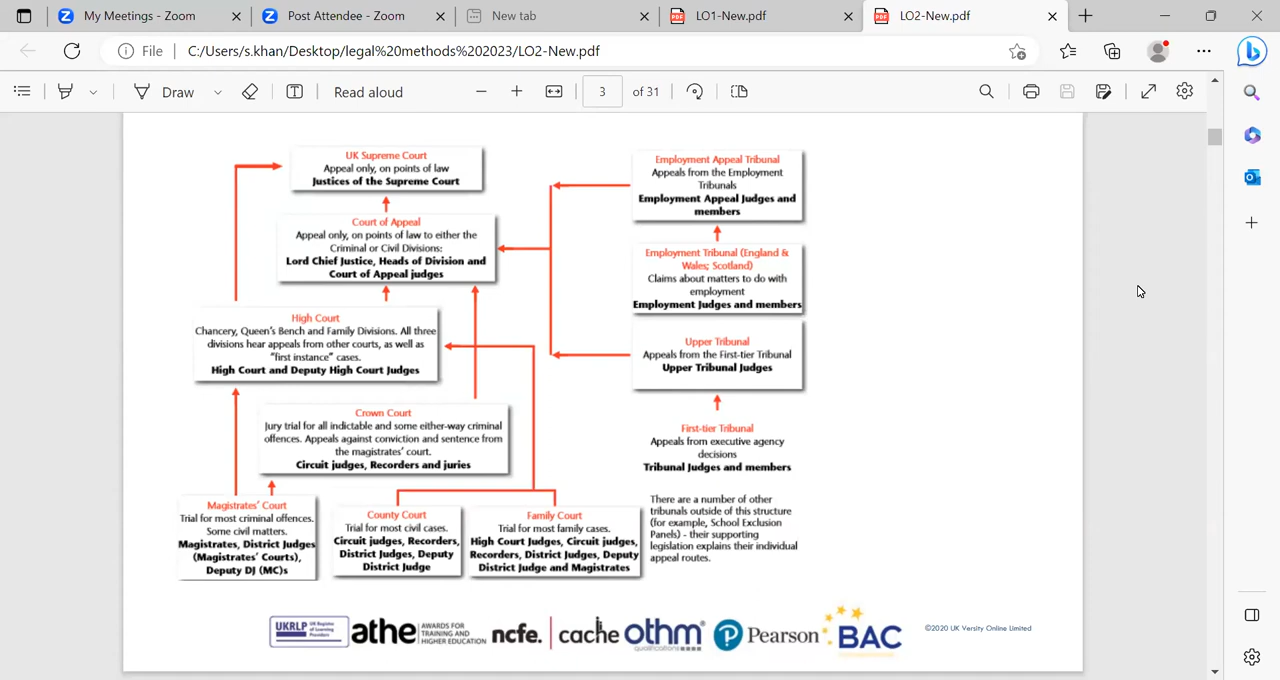 My Meetings - Zoom
Post Attendee - Zoom
New tab
LO1-New.pdf
LO2-New.pdf
File
C:/Users/s.khan/Desktop/legal%20methods%202023/LO2-New.pdf
Draw
Read aloud
3
of 31
UK Supreme Court
Appeal only, on points of law
Justices of the Supreme Court
Court of Appeal
Appeal only, on points of law to either the
Criminal or Civil Divisions:
Lord Chief Justice, Heads of Division and
Court of Appeal judges
High Court
Chancery, Queen's Bench and Family Divisions. All three
divisions hear appeals from other courts, as well as
"first instance" cases.
High Court and Deputy High Court Judges
Crown Court
Jury trial for all indictable and some either-way criminal
offences. Appeals against conviction and sentence from
the magistrates' court.
Circuit judges, Recorders and juries
Magistrates' Court
Trial for most criminal offences.
Some civil matters.
Magistrates, District Judges
(Magistrates' Courts),
Deputy DJ (MC)s
County Court
Trial for most civil cases.
Circuit judges, Recorders,
District Judges, Deputy
District Judge
Family Court
Trial for most family cases.
High Court Judges, Circuit judges,
Recorders, District Judges, Deputy
District Judge and Magistrates
Employment Appeal Tribunal
Appeals from the Employment
Tribunals
Employment Appeal Judges and
members
Employment Tribunal (England &
Wales; Scotland)
Claims about matters to do with
employment
Employment Judges and members
Upper Tribunal
Appeals from the First-tier Tribunal
Upper Tribunal Judges
First-tier Tribunal
Appeals from executive agency
decisions
Tribunal Judges and members
There are a number of other
tribunals outside of this structure
(for example, School Exclusion
Panels) - their supporting
legislation explains their individual
appeal routes.
UKRLP
UK Register
of Learning
Providers
athe
AWARDS FOR
TRAINING AND
HIGHER EDUCATION
ncfe.
cache
othm
qualifications
Pearson
BAC
©2020 UK Versity Online Limited